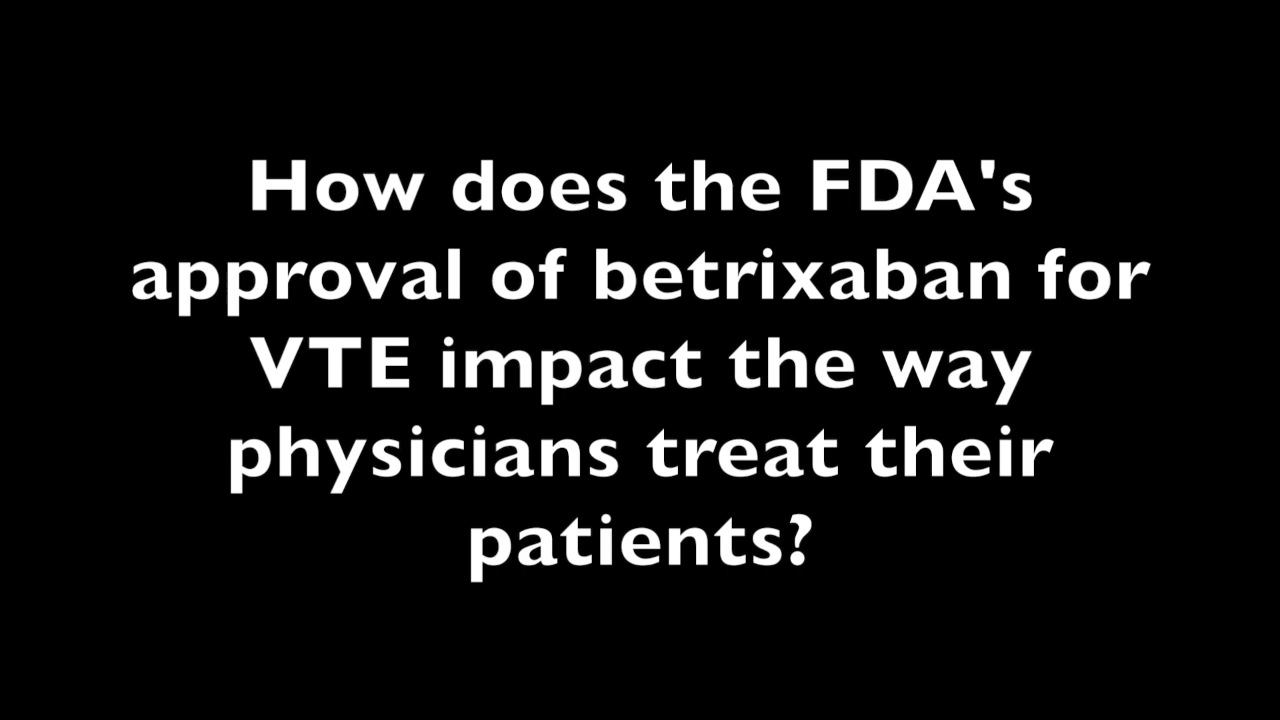 How does the FDA's
approval of betrixaban for
VTE impact the way
physicians treat their
patients?